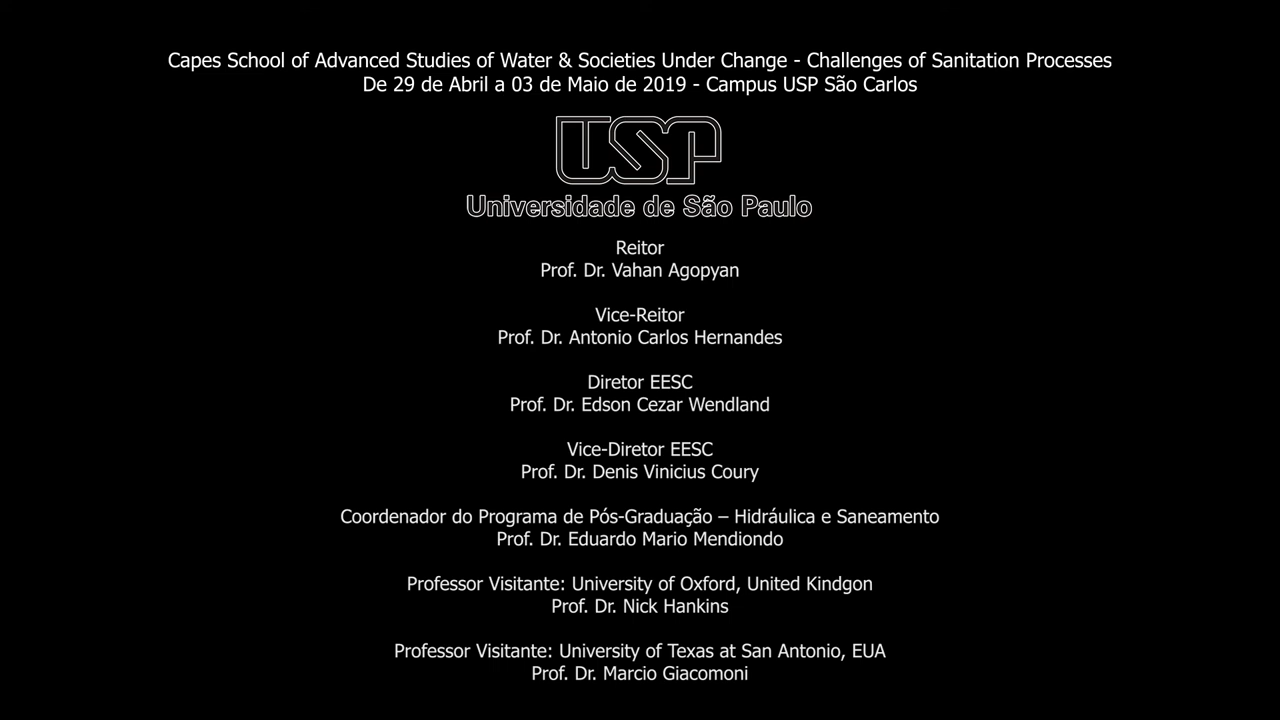 Capes School of Advanced Studies of Water & Societies Under Change - Challenges of Sanitation Processes
De 29 de Abril a 03 de Maio de 2019 - Campus USP São Carlos
USP
Universidade de São Paulo
Reitor
Prof. Dr. Vahan Agopyan
Vice-Reitor
Prof. Dr. Antonio Carlos Hernandes
Diretor EESC
Prof. Dr. Edson Cezar Wendland
Vice-Diretor EESC
Prof. Dr. Denis Vinicius Coury
Coordenador do Programa de Pós-Graduação – Hidráulica e Saneamento
Prof. Dr. Eduardo Mario Mendiondo
Professor Visitante: University of Oxford, United Kindgon
Prof. Dr. Nick Hankins
Professor Visitante: University of Texas at San Antonio, EUA
Prof. Dr. Marcio Giacomoni